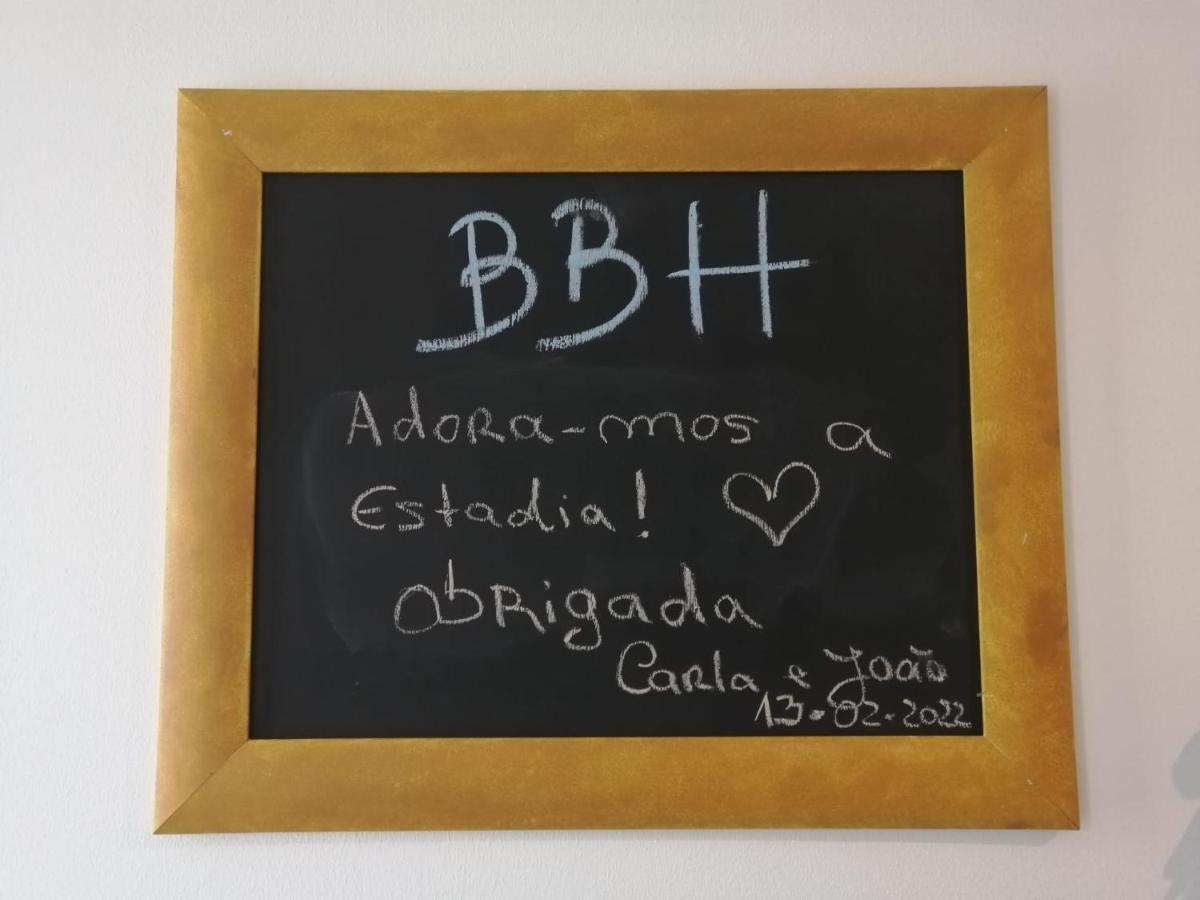 BBH
Adora-mos a
Estadia!
Obrigada
Carla e João
13.02.2022